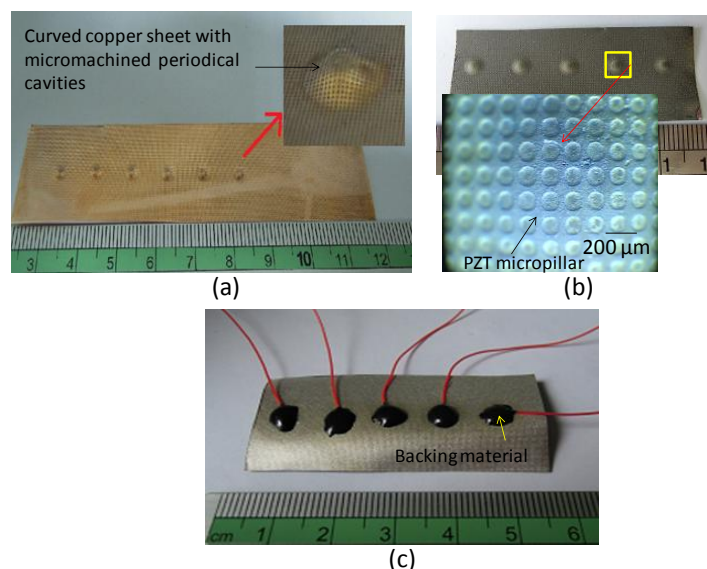 Curved copper sheet with
micromachined periodical
cavities
3 4 5 6 7 8 9 10 11 12
(a)
1 1
200 µm
PZT micropillar
(b)
Backing material
cm 1 2 3 4 5 6
(c)